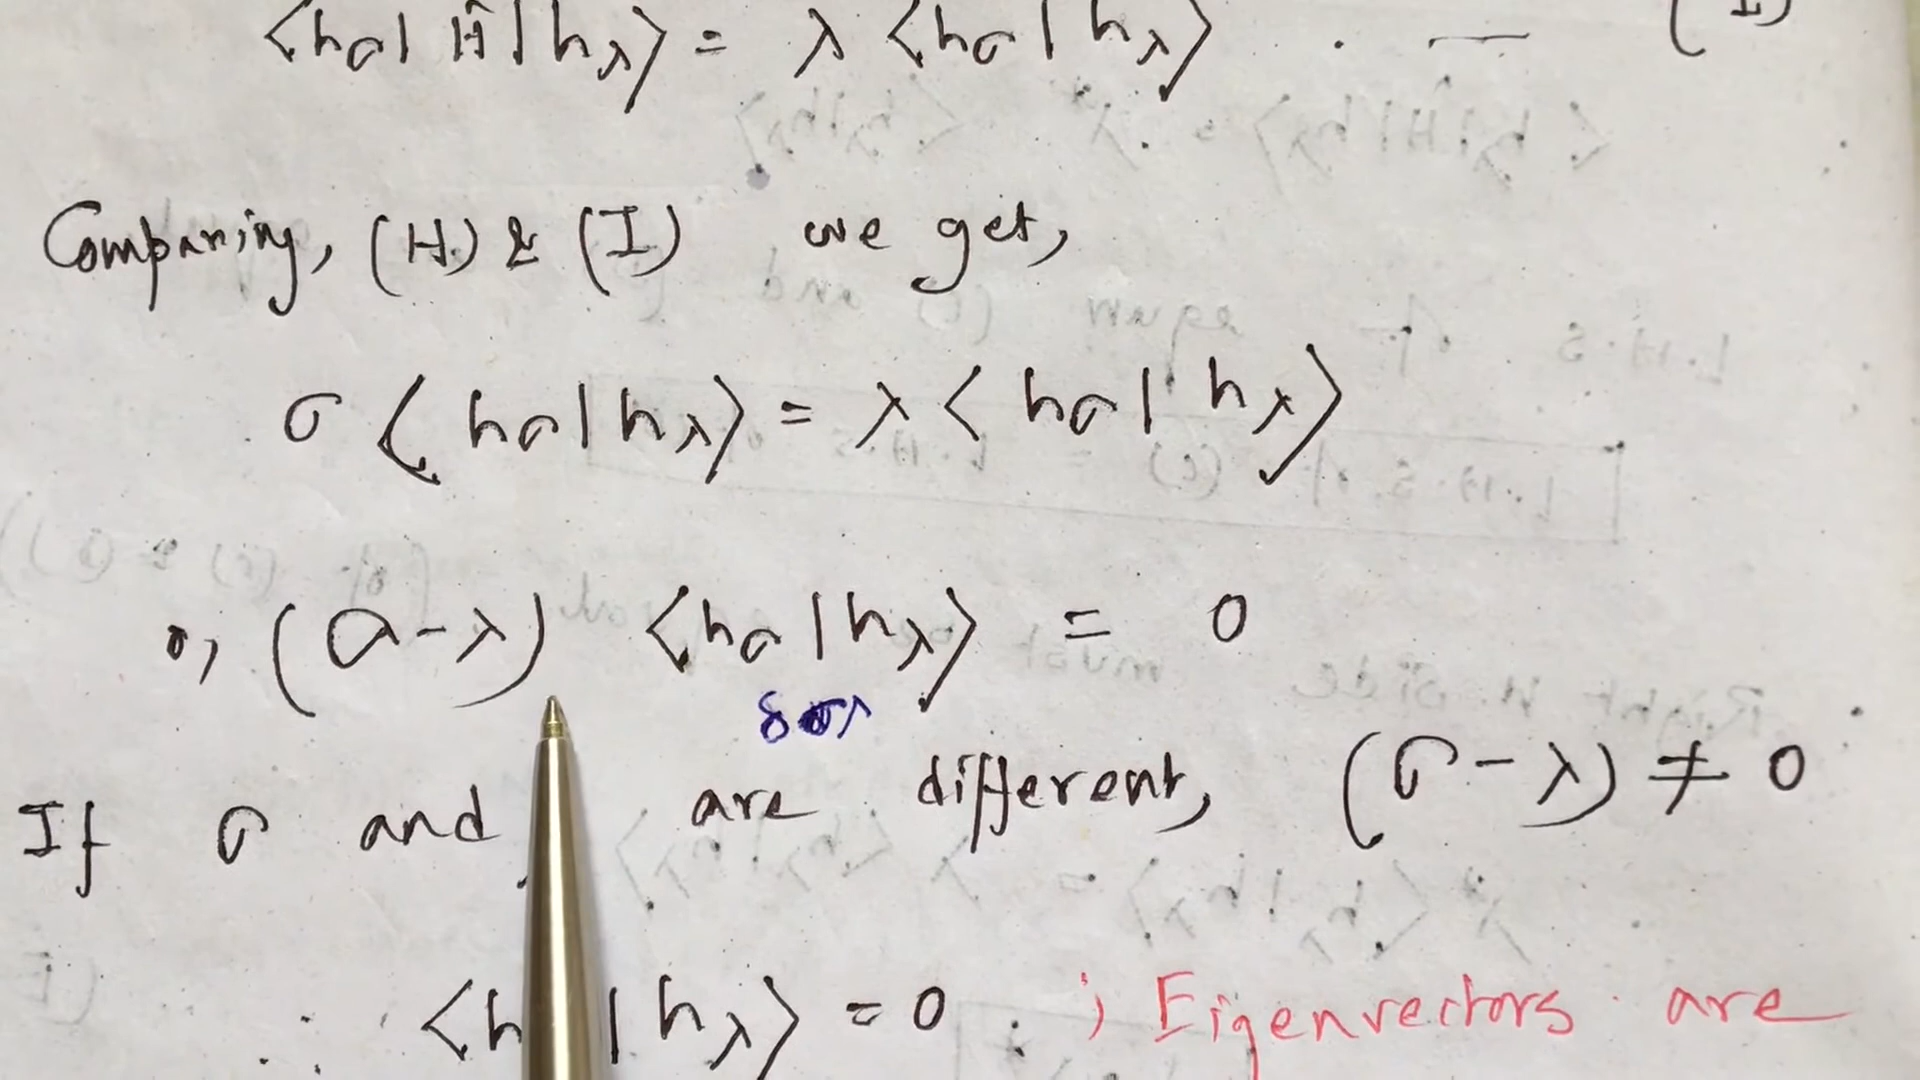 ⟨hσ| Ĥ | hλ⟩ = λ ⟨hσ | hλ⟩ . — (I)
Comparing, (H) & (I) we get,
σ ⟨ hσ | hλ⟩ = λ ⟨ hσ | hλ⟩
or, (σ - λ) ⟨hσ | hλ⟩ = 0
δσλ
If σ and are different, (σ - λ) ≠ 0
∴ ⟨h | hλ⟩ = 0 ; Eigenvectors are